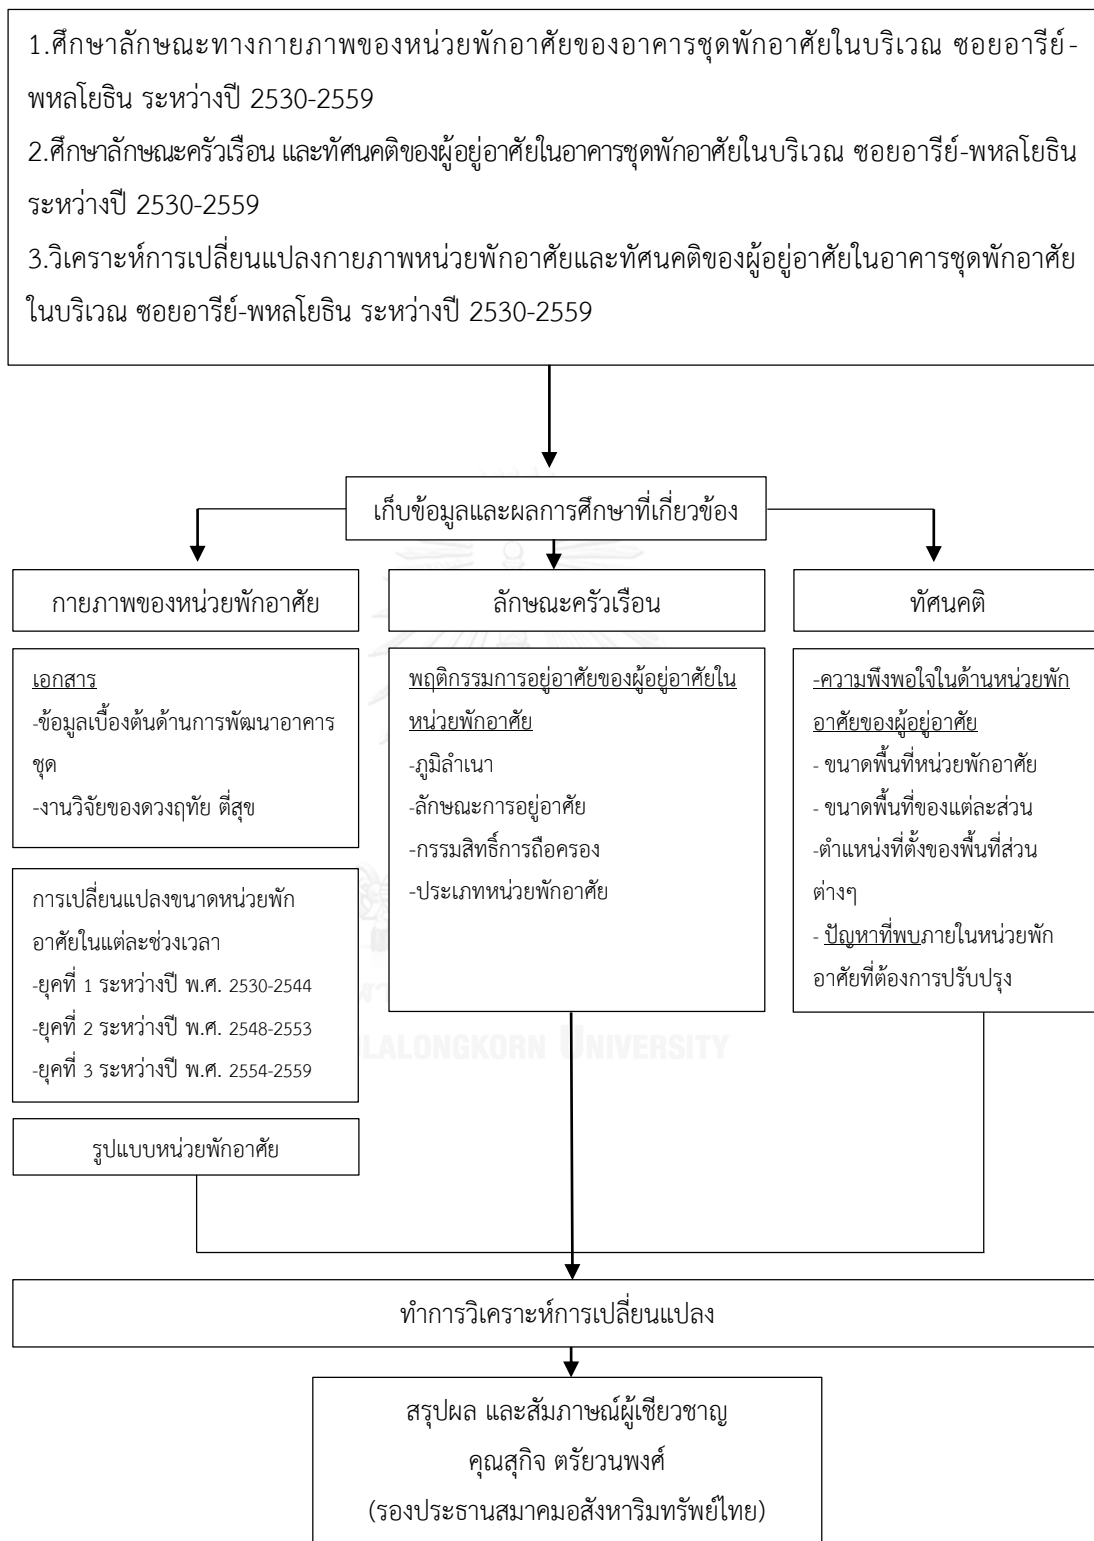 1.ศึกษาลักษณะทางกายภาพของหน่วยพักอาศัยของอาคารชุดพักอาศัยในบริเวณ ซอยอารีย์-
พหลโยธิน ระหว่างปี 2530-2559
2.ศึกษาลักษณะครัวเรือน และทัศนคติของผู้อยู่อาศัยในอาคารชุดพักอาศัยในบริเวณ ซอยอารีย์-พหลโยธิน
ระหว่างปี 2530-2559
3.วิเคราะห์การเปลี่ยนแปลงกายภาพหน่วยพักอาศัยและทัศนคติของผู้อยู่อาศัยในอาคารชุดพักอาศัย
ในบริเวณ ซอยอารีย์-พหลโยธิน ระหว่างปี 2530-2559
เก็บข้อมูลและผลการศึกษาที่เกี่ยวข้อง
กายภาพของหน่วยพักอาศัย
เอกสาร
-ข้อมูลเบื้องต้นด้านการพัฒนาอาคาร
ชุด
-งานวิจัยของดวงฤทัย ตี่สุข
การเปลี่ยนแปลงขนาดหน่วยพัก
อาศัยในแต่ละช่วงเวลา
-ยุคที่ 1 ระหว่างปี พ.ศ. 2530-2544
-ยุคที่ 2 ระหว่างปี พ.ศ. 2548-2553
-ยุคที่ 3 ระหว่างปี พ.ศ. 2554-2559
รูปแบบหน่วยพักอาศัย
ลักษณะครัวเรือน
พฤติกรรมการอยู่อาศัยของผู้อยู่อาศัยใน
หน่วยพักอาศัย
-ภูมิลำเนา
-ลักษณะการอยู่อาศัย
-กรรมสิทธิ์การถือครอง
-ประเภทหน่วยพักอาศัย
ทัศนคติ
-ความพึงพอใจในด้านหน่วยพัก
อาศัยของผู้อยู่อาศัย
- ขนาดพื้นที่หน่วยพักอาศัย
- ขนาดพื้นที่ของแต่ละส่วน
-ตำแหน่งที่ตั้งของพื้นที่ส่วน
ต่างๆ
- ปัญหาที่พบภายในหน่วยพัก
อาศัยที่ต้องการปรับปรุง
LALONGKORN UNIVERSITY
ทำการวิเคราะห์การเปลี่ยนแปลง
สรุปผล และสัมภาษณ์ผู้เชียวชาญ
คุณสุกิจ ตรัยวนพงศ์
(รองประธานสมาคมอสังหาริมทรัพย์ไทย)